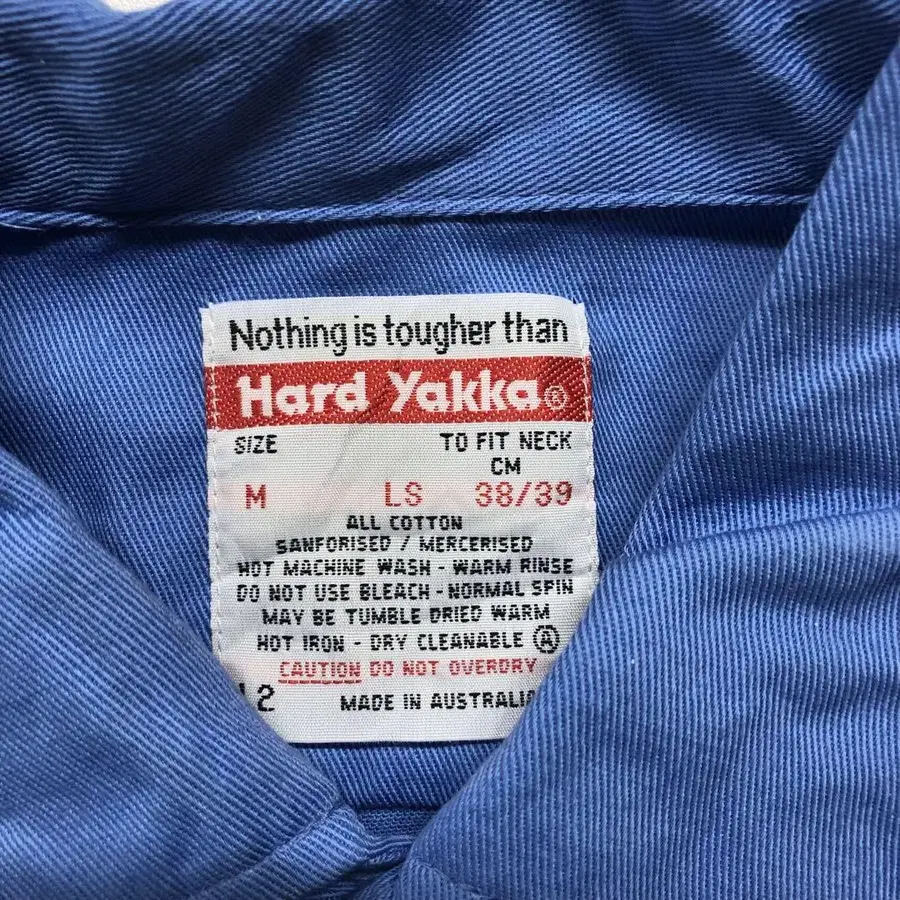 Nothing is tougher than
Hard Yakka®
SIZE TO FIT NECK
CM
M LS 38/39
ALL COTTON
SANFORISED / MERCERISED
HOT MACHINE WASH - WARM RINSE
DO NOT USE BLEACH - NORMAL SPIN
MAY BE TUMBLE DRIED WARM
HOT IRON - DRY CLEANABLE Ⓐ
CAUTION DO NOT OVERDRY
2 MADE IN AUSTRALIA